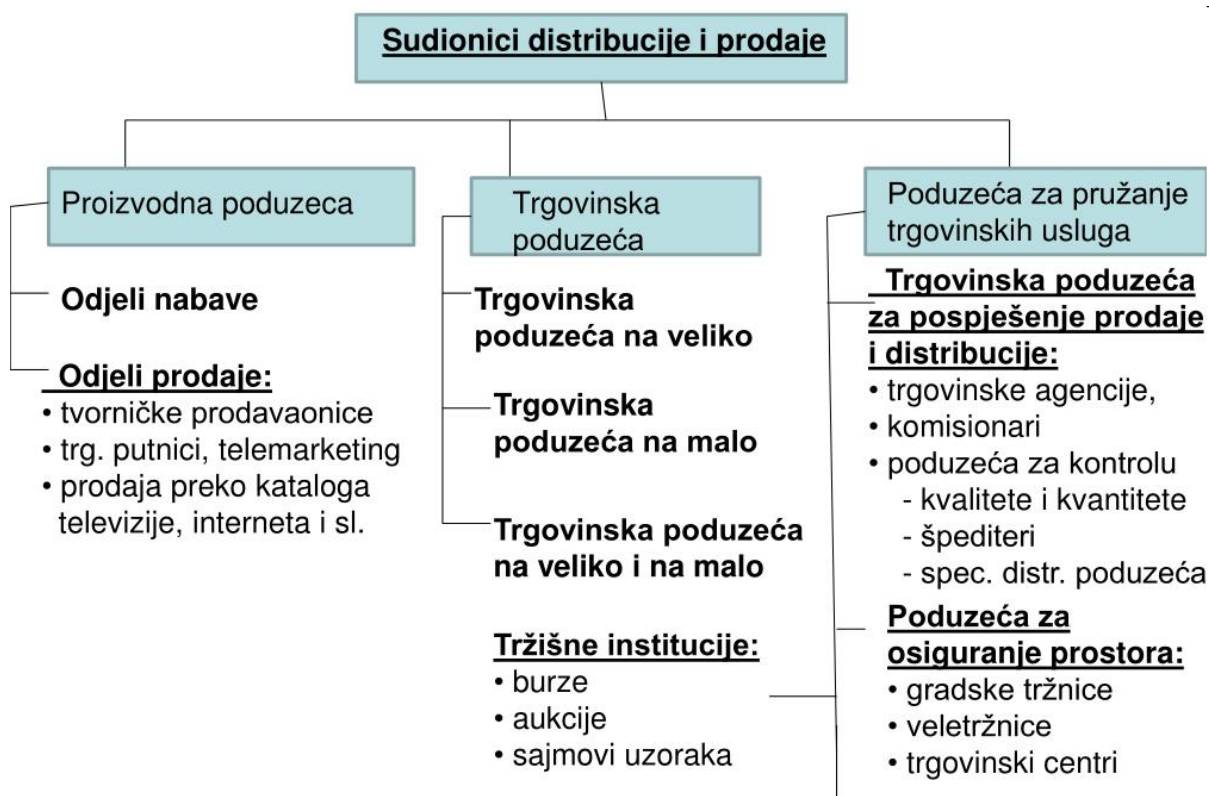 Sudionici distribucije i prodaje
Proizvodna poduzeca
Odjeli nabave
Odjeli prodaje:
• tvorničke prodavaonice
• trg. putnici, telemarketing
• prodaja preko kataloga
televizije, interneta i sl.
Trgovinska
poduzeća
Trgovinska
poduzeća na veliko
Trgovinska
poduzeća na malo
Trgovinska poduzeća
na veliko i na malo
Tržišne institucije:
• burze
• aukcije
• sajmovi uzoraka
Poduzeća za pružanje
trgovinskih usluga
Trgovinska poduzeća
za pospješenje prodaje
i distribucije:
• trgovinske agencije,
• komisionari
• poduzeća za kontrolu
- kvalitete i kvantitete
- špediteri
- spec. distr. poduzeća
Poduzeća za
osiguranje prostora:
• gradske tržnice
• veletržnice
• trgovinski centri